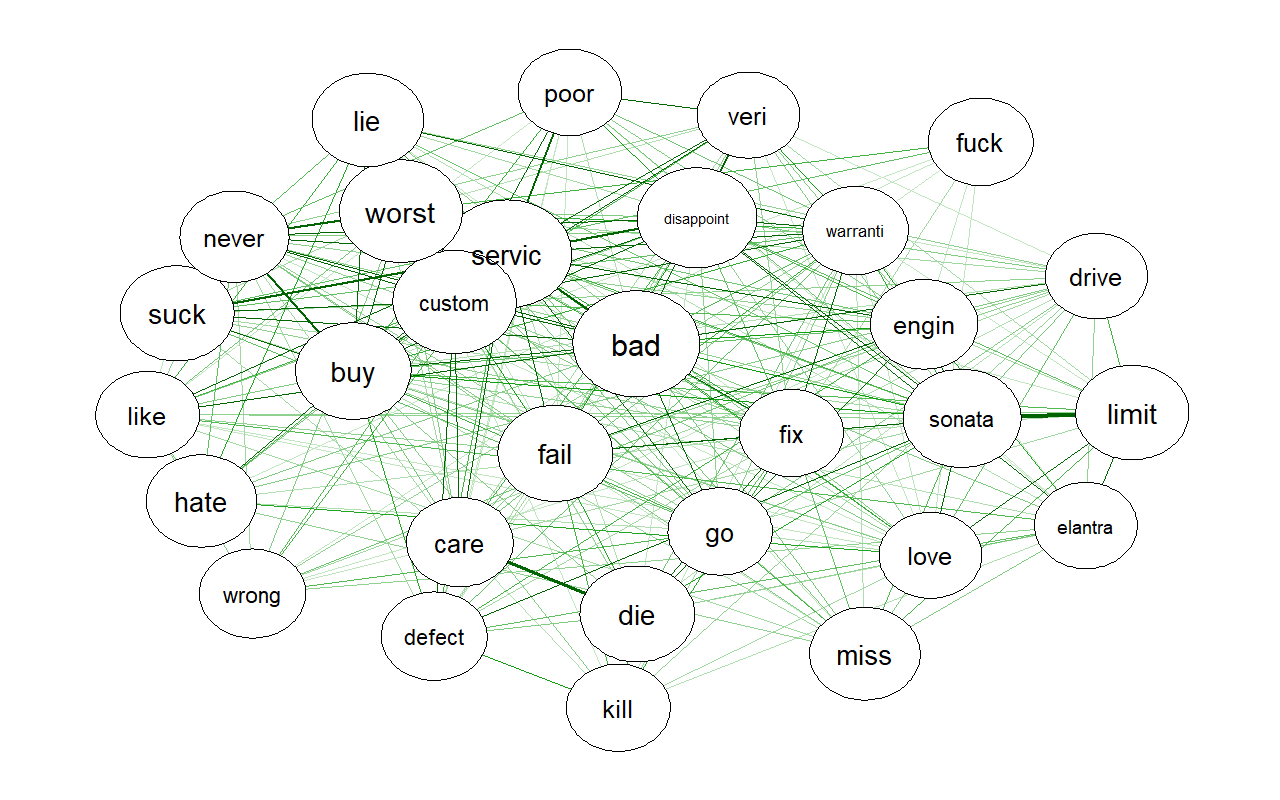 poor
lie
veri
fuck
worst
disappoint
never
servic
warranti
custom
drive
suck
engin
bad
buy
like
sonata
limit
fix
fail
hate
elantra
go
care
love
wrong
die
defect
miss
kill